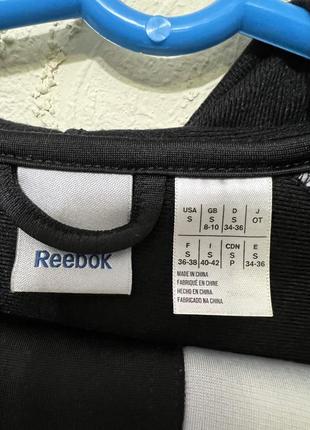 Reebok
USA GB D J
S S S OT
8-10 34-36
F I CDN E
S S S S
36-38 40-42 P 34-36
MADE IN CHINA
FABRIQUÉ EN CHINE
HECHO EN CHINA.
FABRICADO NA CHINA